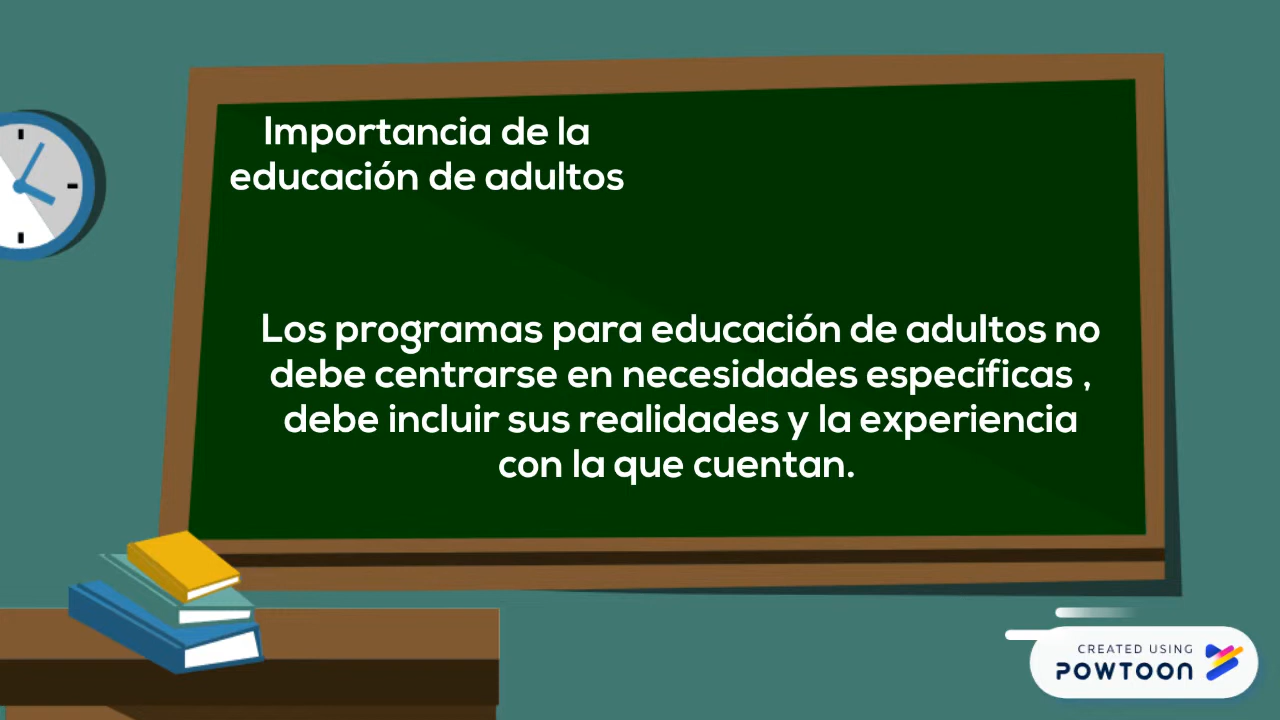 Importancia de la
educación de adultos
Los programas para educación de adultos no
debe centrarse en necesidades específicas ,
debe incluir sus realidades y la experiencia
con la que cuentan.
CREATED USING
POWTOON